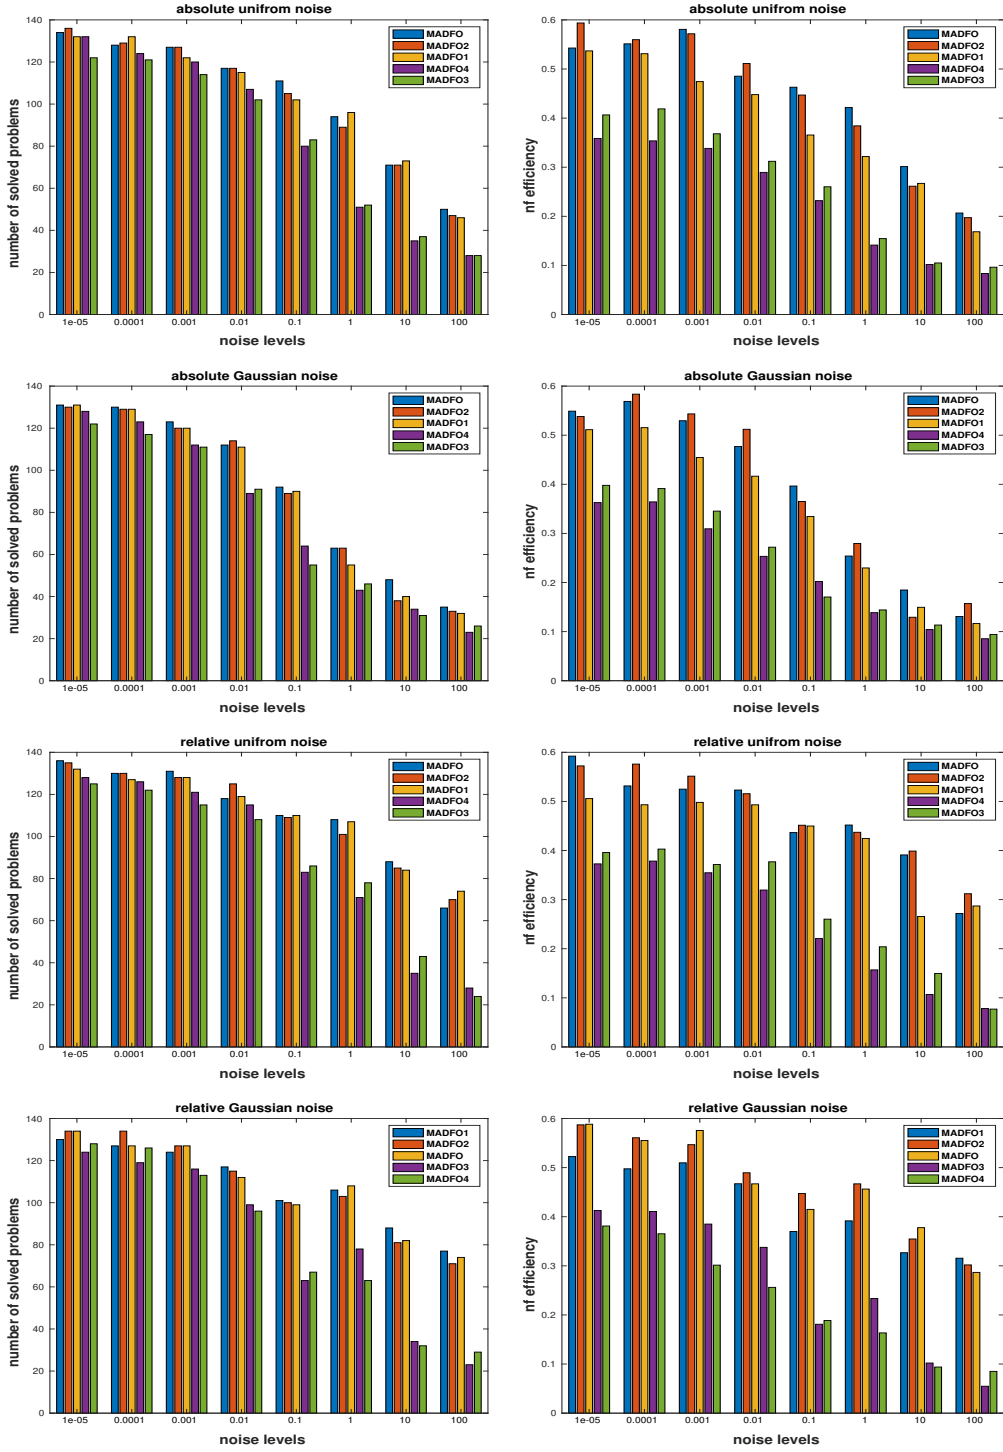 absolute unifrom noise
140
120
100
80
60
40
20
0
number of solved problems
MADFO
MADFO2
MADFO1
MADFO4
MADFO3
1e-05 0.0001 0.001 0.01 0.1 1 10 100
noise levels
absolute unifrom noise
0.6
0.5
0.4
0.3
0.2
0.1
0
nf efficiency
MADFO
MADFO2
MADFO1
MADFO4
MADFO3
1e-05 0.0001 0.001 0.01 0.1 1 10 100
noise levels
absolute Gaussian noise
140
120
100
80
60
40
20
0
number of solved problems
MADFO
MADFO2
MADFO1
MADFO4
MADFO3
1e-05 0.0001 0.001 0.01 0.1 1 10 100
noise levels
absolute Gaussian noise
0.6
0.5
0.4
0.3
0.2
0.1
0
nf efficiency
MADFO
MADFO2
MADFO1
MADFO4
MADFO3
1e-05 0.0001 0.001 0.01 0.1 1 10 100
noise levels
relative unifrom noise
140
120
100
80
60
40
20
0
number of solved problems
MADFO
MADFO2
MADFO1
MADFO4
MADFO3
1e-05 0.0001 0.001 0.01 0.1 1 10 100
noise levels
relative unifrom noise
0.6
0.5
0.4
0.3
0.2
0.1
0
nf efficiency
MADFO
MADFO2
MADFO1
MADFO4
MADFO3
1e-05 0.0001 0.001 0.01 0.1 1 10 100
noise levels
relative Gaussian noise
140
120
100
80
60
40
20
0
number of solved problems
MADFO1
MADFO2
MADFO
MADFO3
MADFO4
1e-05 0.0001 0.001 0.01 0.1 1 10 100
noise levels
relative Gaussian noise
0.6
0.5
0.4
0.3
0.2
0.1
0
nf efficiency
MADFO1
MADFO2
MADFO
MADFO3
MADFO4
1e-05 0.0001 0.001 0.01 0.1 1 10 100
noise levels